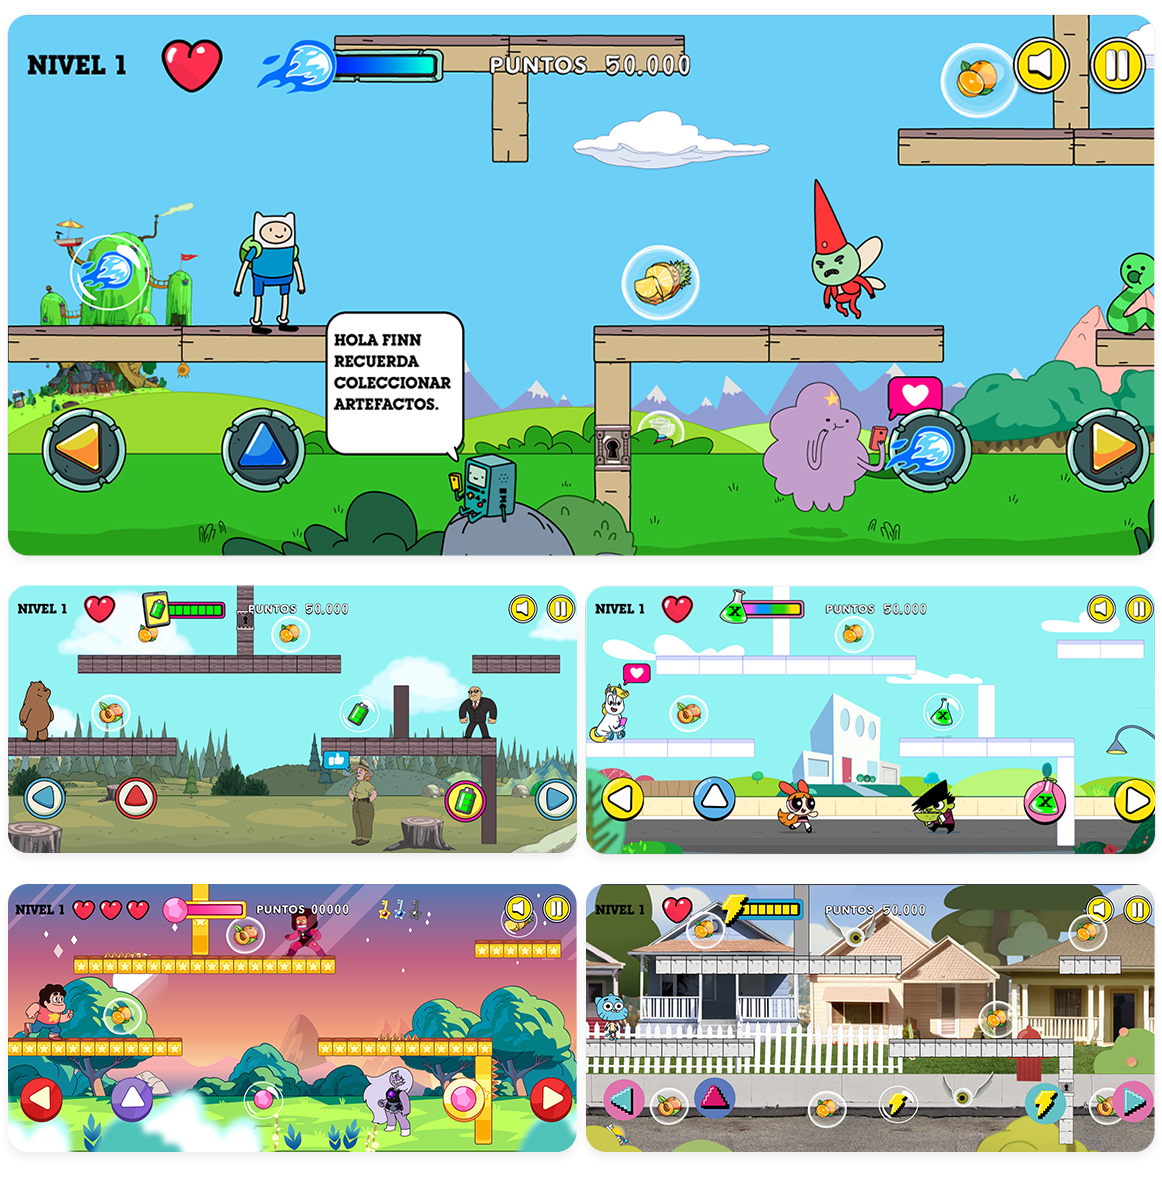 NIVEL 1
PUNTOS 50.000
HOLA FINN
RECUERDA
COLECCIONAR
ARTEFACTOS.
NIVEL 1
PUNTOS 50.000
NIVEL 1
X
PUNTOS 50.000
X
X
NIVEL 1
PUNTOS 00000
NIVEL 1
PUNTOS 50.000